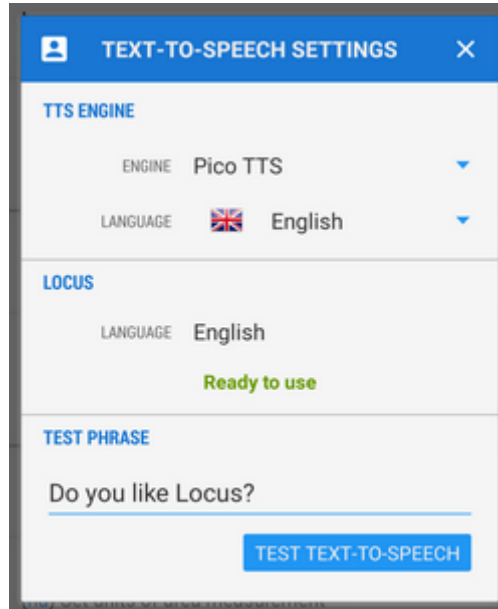 TEXT-TO-SPEECH SETTINGS
TTS ENGINE
ENGINE Pico TTS
LANGUAGE English
LOCUS
LANGUAGE English
Ready to use
TEST PHRASE
Do you like Locus?
TEST TEXT-TO-SPEECH